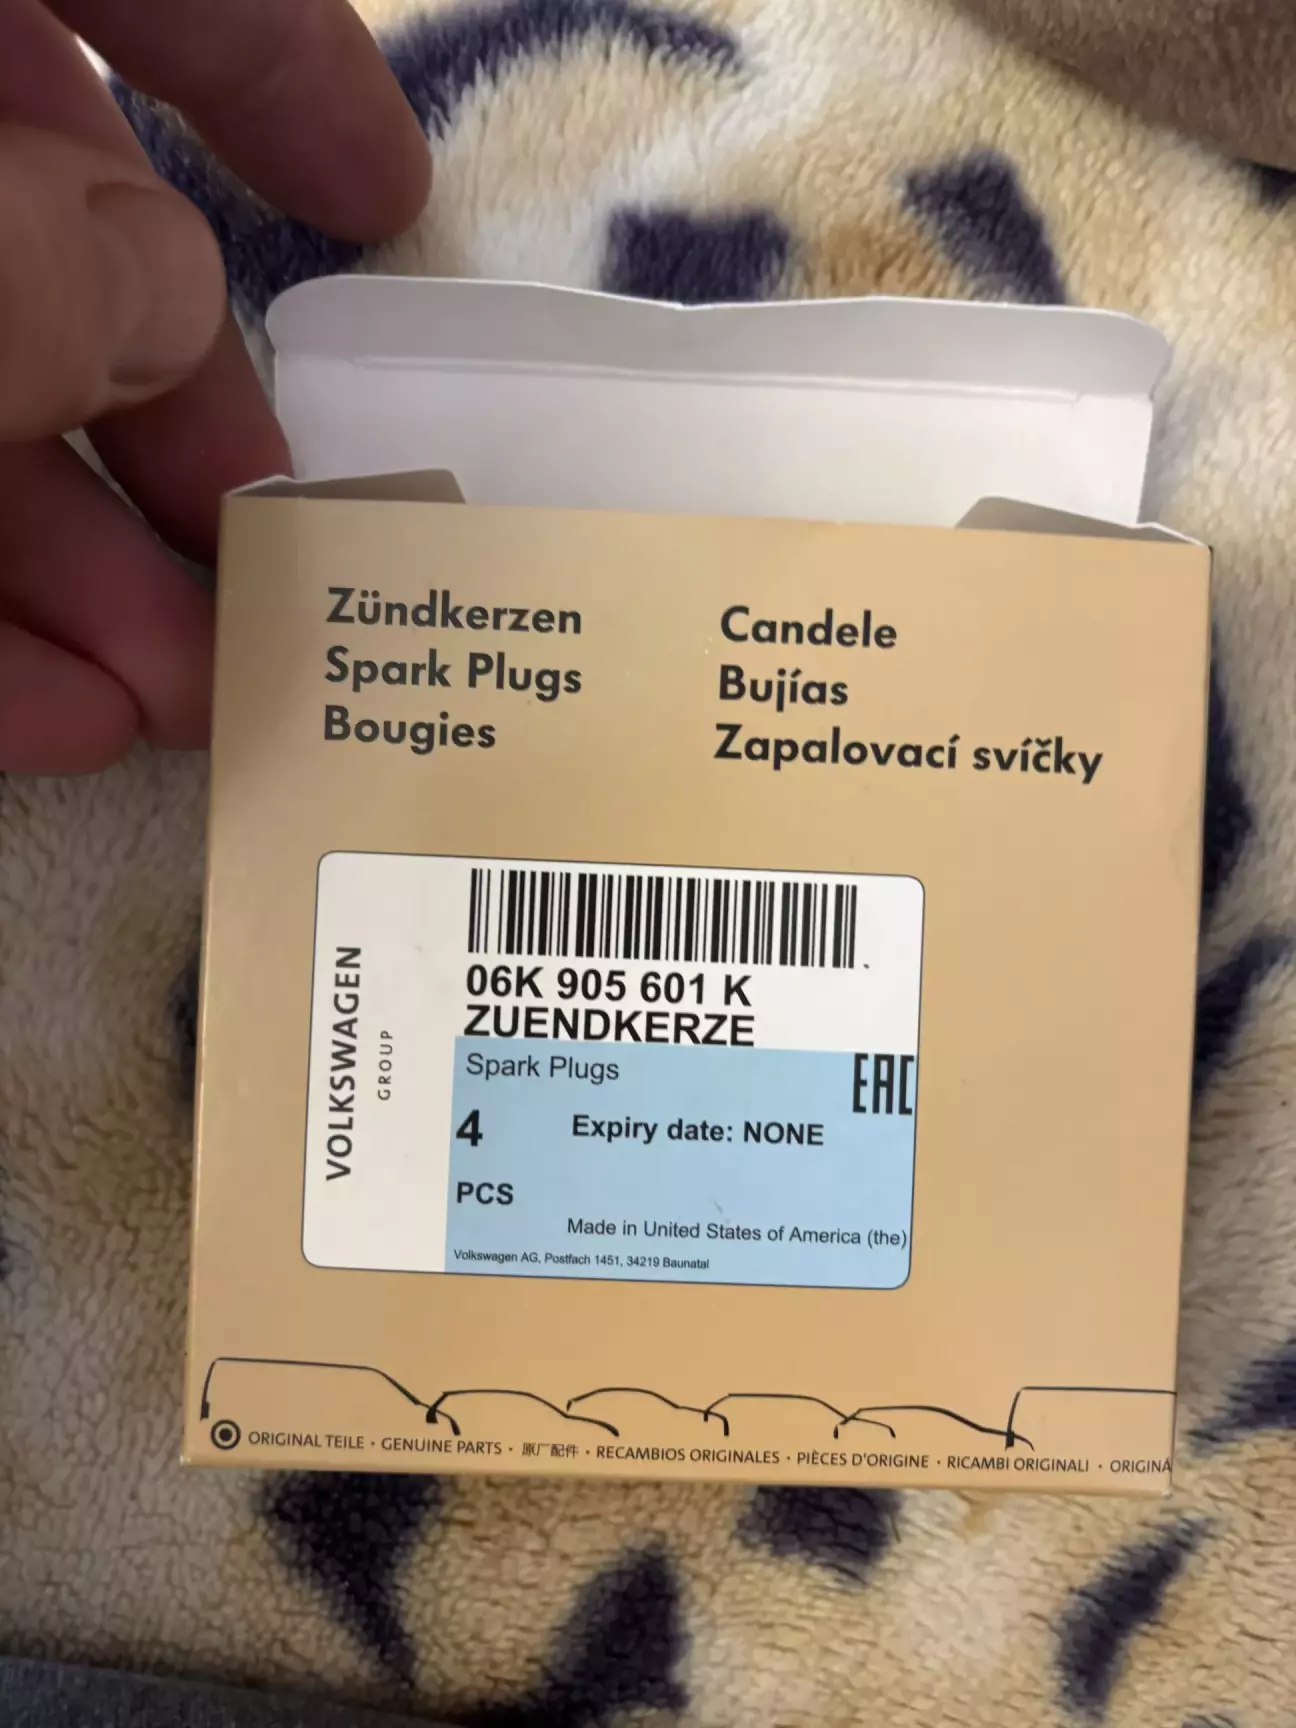 Zündkerzen
Spark Plugs
Bougies
Candele
Bujías
Zapalovací svíčky
VOLKSWAGEN
GROUP
06K 905 601 K
ZUENDKERZE
Spark Plugs
EAC
4
Expiry date: NONE
PCS
Made in United States of America (the)
Volkswagen AG, Postfach 1451, 34219 Baunatal
ORIGINAL TEILE · GENUINE PARTS · 原厂配件 · RECAMBIOS ORIGINALES · PIÈCES D'ORIGINE · RICAMBI ORIGINALI · ORIGINÁ